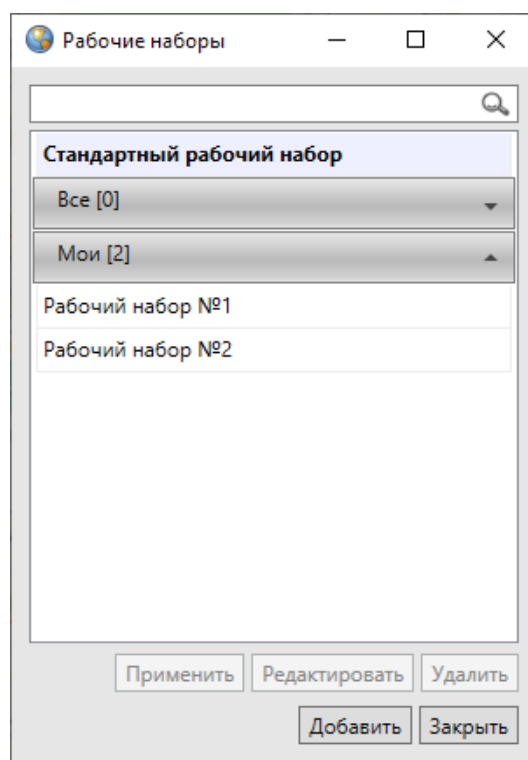 Рабочие наборы
Стандартный рабочий набор
Все [0]
Мои [2]
Рабочий набор №1
Рабочий набор №2
Применить Редактировать Удалить
Добавить Закрыть